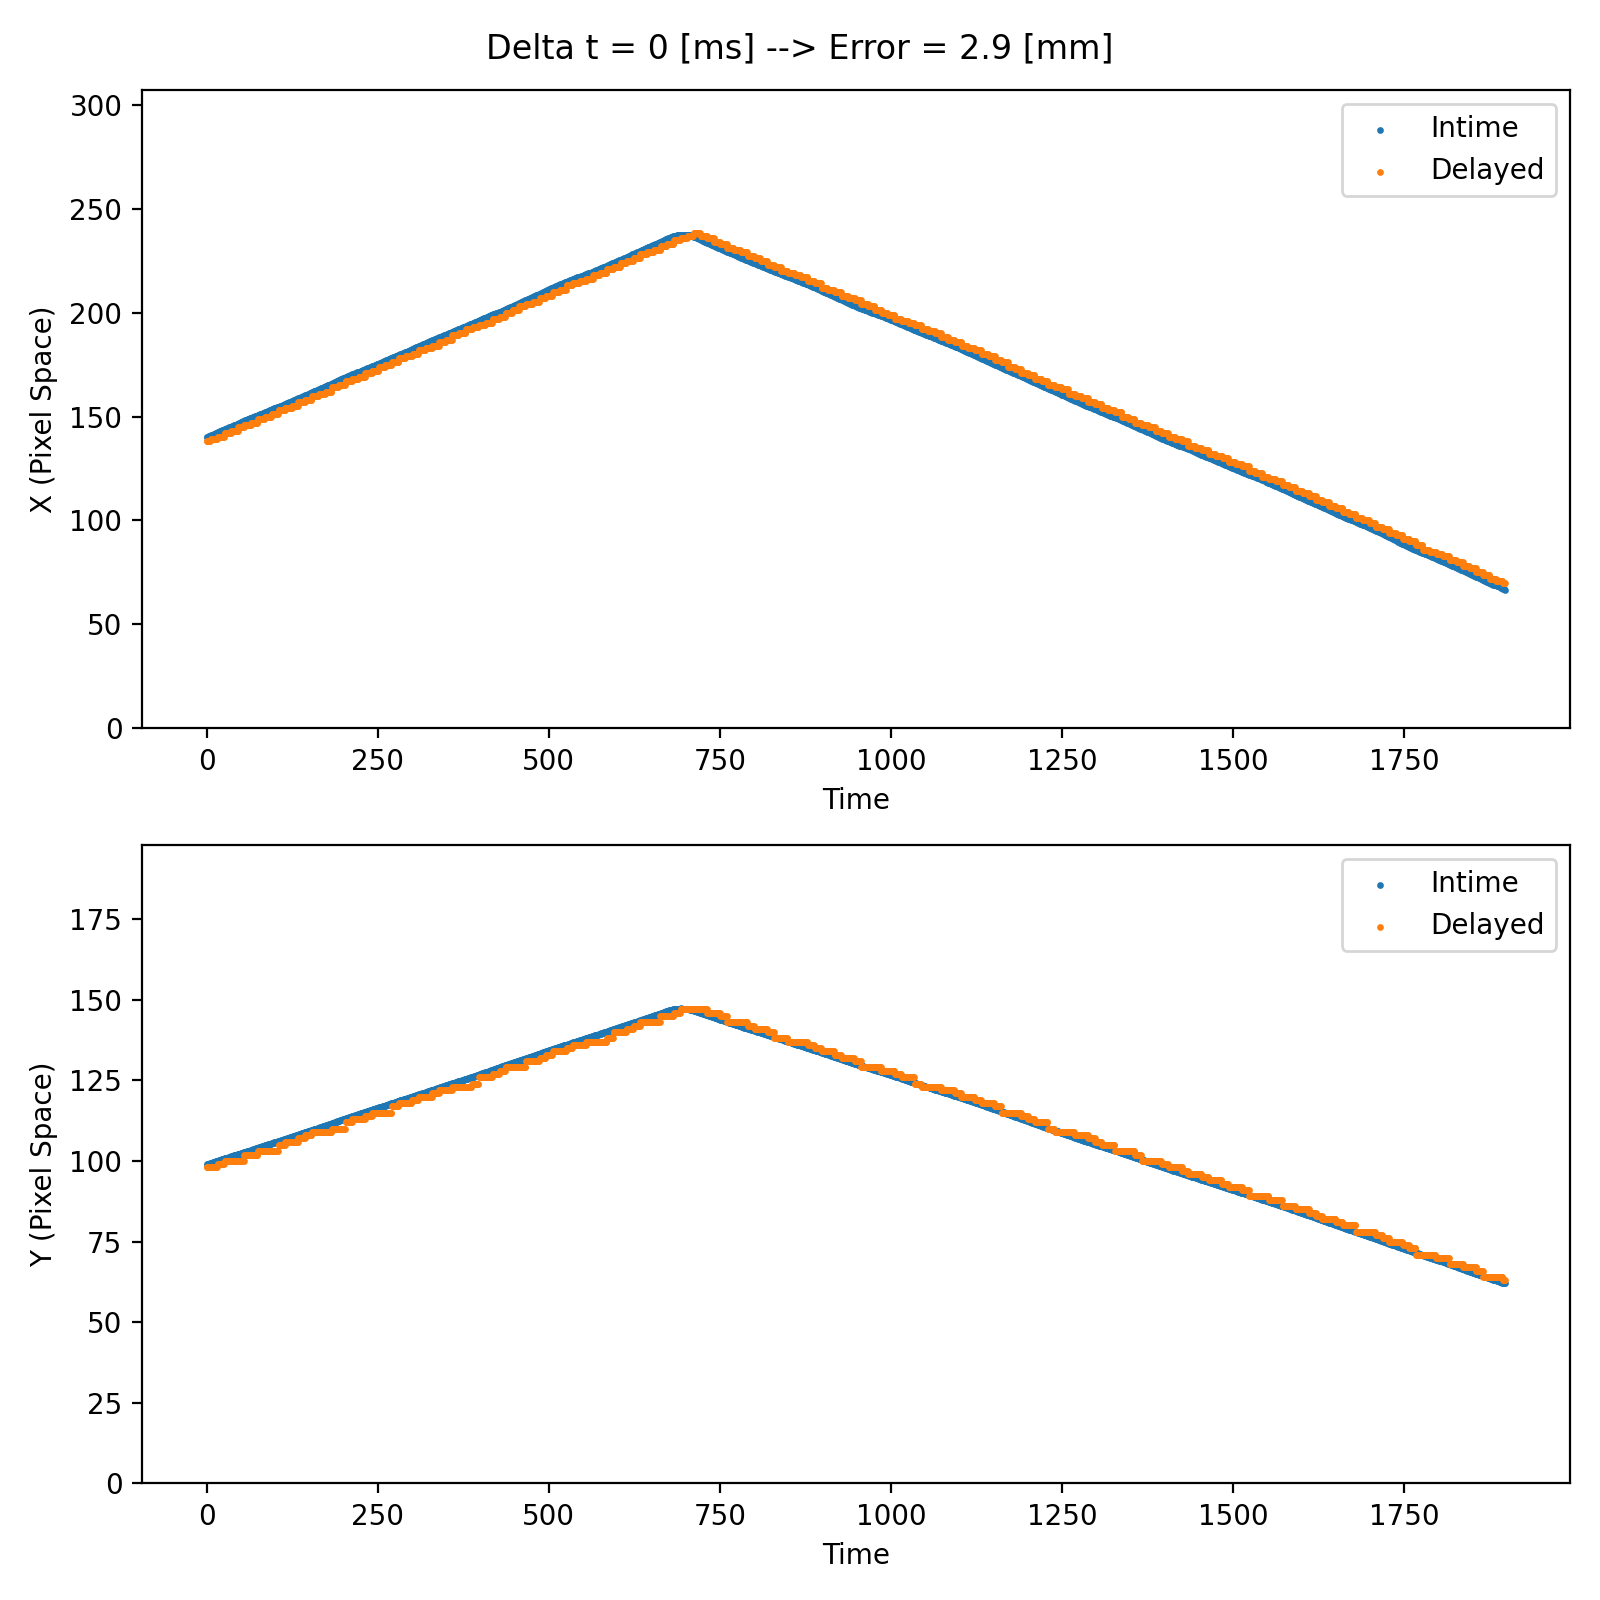 Delta t = 0 [ms] --> Error = 2.9 [mm]
300
250
200
150
100
50
0
X (Pixel Space)
Intime
Delayed
0 250 500 750 1000 1250 1500 1750
Time
175
150
125
100
75
50
25
0
Y (Pixel Space)
Intime
Delayed
0 250 500 750 1000 1250 1500 1750
Time